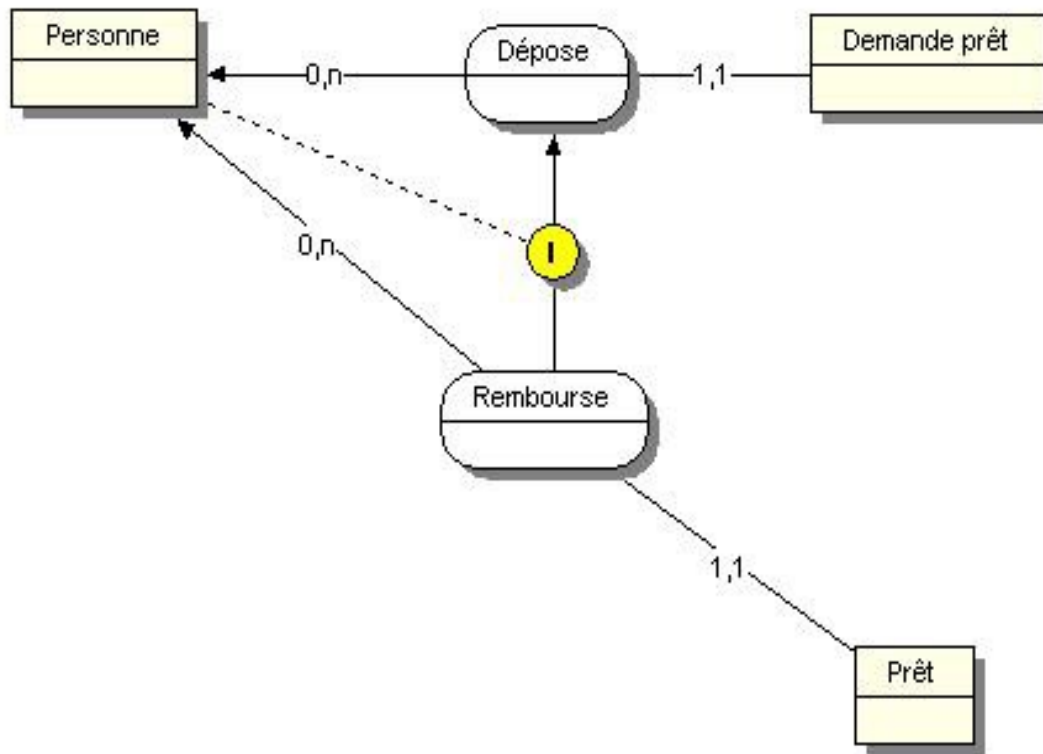 Personne
Dépose
Demande prêt
0,n
1,1
I
0,n
Rembourse
1,1
Prêt